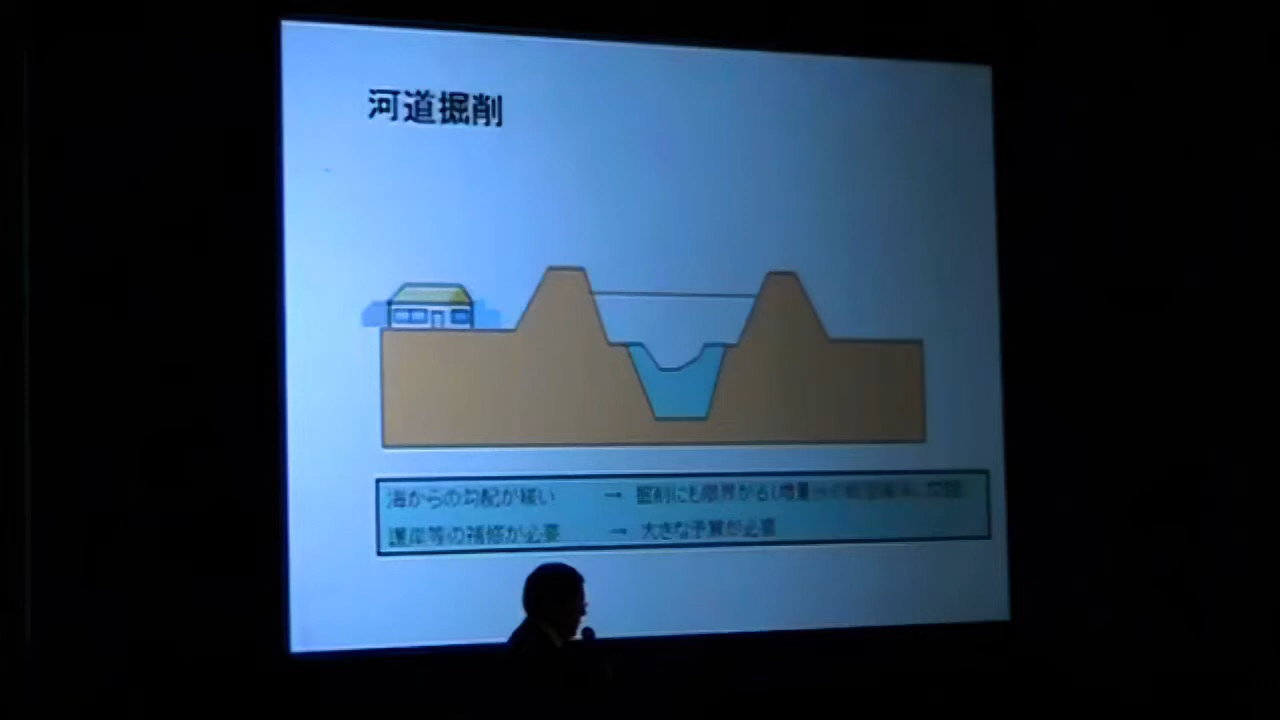 河道掘削
海からの勾配が緩い → 掘削にも限界がある(増量
護岸等の補修が必要 → 大きな予算が必要